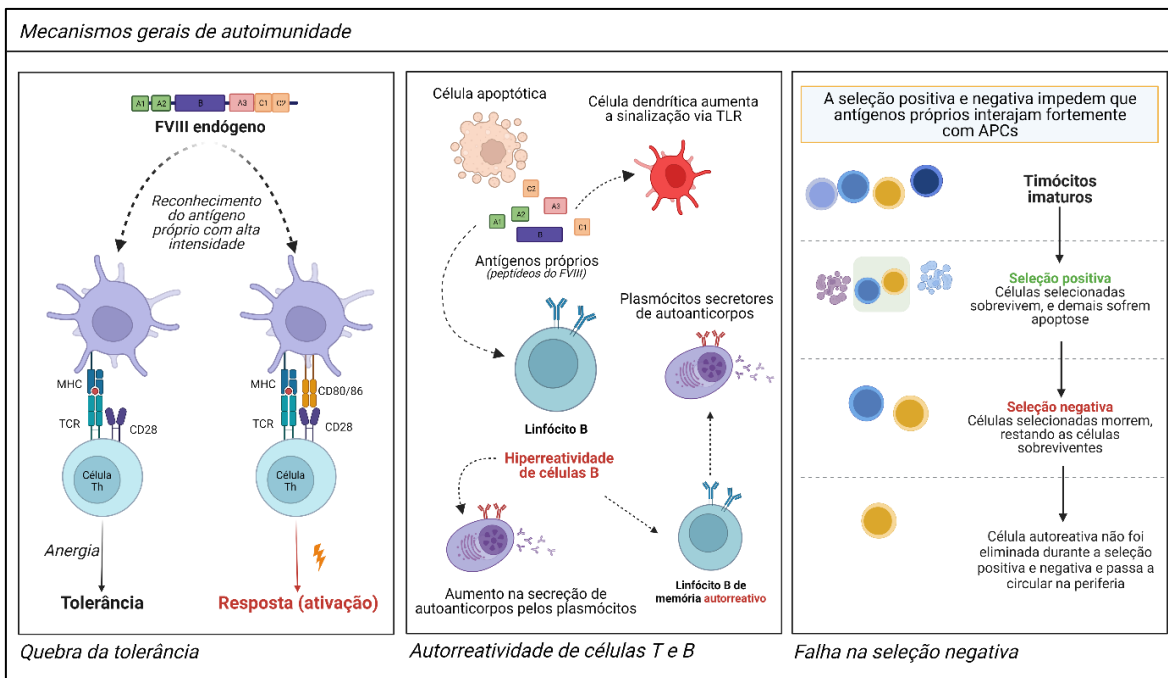 Mecanismos gerais de autoimunidade
A1 A2 B A3 C1 C2
FVIII endógeno
Reconhecimento
do antígeno
próprio com alta
intensidade
MHC
TCR
CD28
Célula
Th
MHC
CD80/86
TCR
CD28
Célula
Th
Anergia
Tolerância
Resposta (ativação)
Quebra da tolerância
Célula apoptótica
Célula dendrítica aumenta
a sinalização via TLR
C2
A3
A2
A1
C1
B
Antígenos próprios
(peptídeos do FVIII)
Plasmócitos secretores
de autoanticorpos
Linfócito B
Hiperreatividade
de células B
Aumento na secreção de
autoanticorpos pelos plasmócitos
Linfócito B de
memória autorreativo
Autorreatividade de células T e B
A seleção positiva e negativa impedem que
antígenos próprios interajam fortemente
com APCs
Timócitos
imaturos
Seleção positiva
Células selecionadas
sobrevivem, e demais sofrem
apoptose
Seleção negativa
Células selecionadas morrem,
restando as células
sobreviventes
Célula autoreativa não foi
eliminada durante a seleção
positiva e negativa e passa a
circular na periferia
Falha na seleção negativa